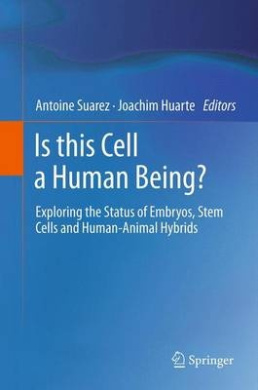 Antoine Suarez · Joachim Huarte Editors
Is this Cell
a Human Being?
Exploring the Status of Embryos, Stem
Cells and Human-Animal Hybrids
Springer